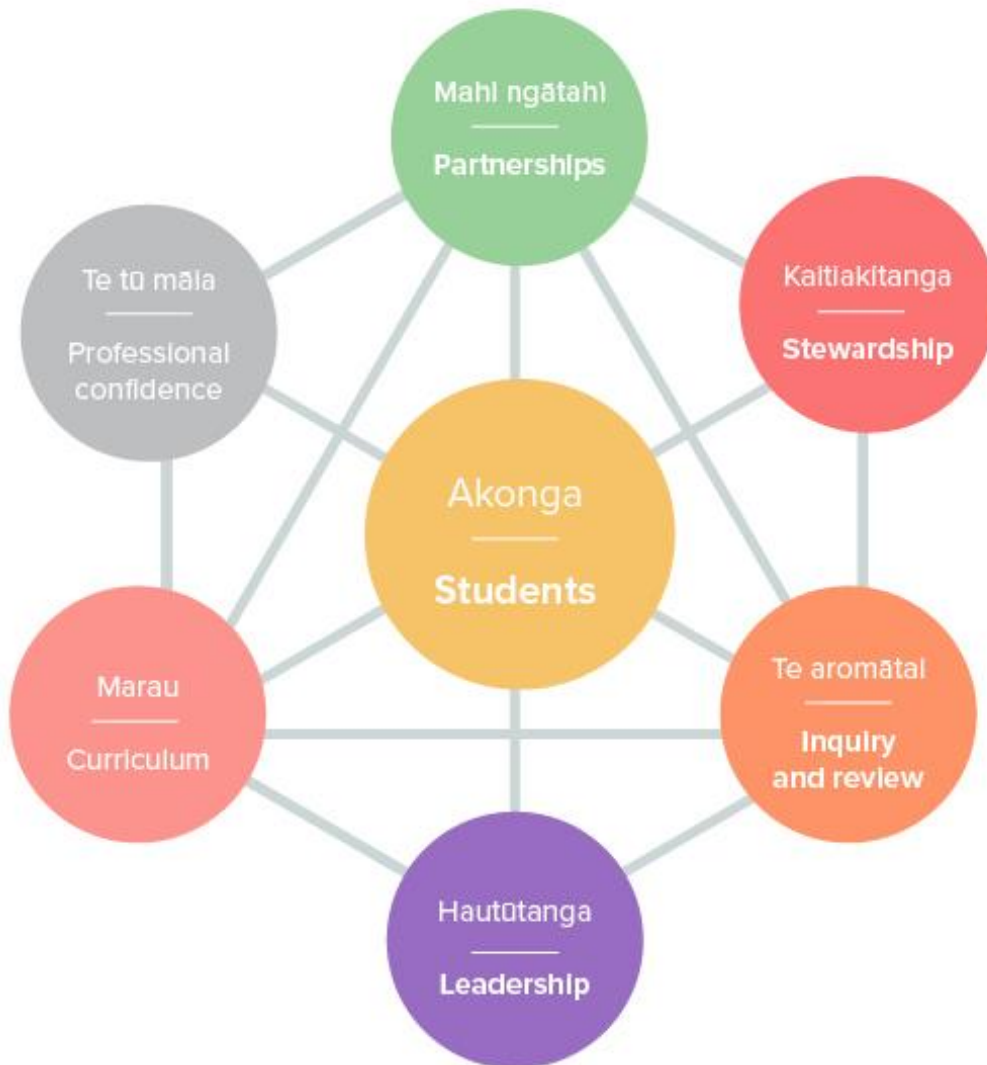 Mahi ngātahi
Partnerships
Te tū māia
Professional
confidence
Kaitiakitanga
Stewardship
Akonga
Students
Marau
Curriculum
Te aromātai
Inquiry
and review
Hautūtanga
Leadership